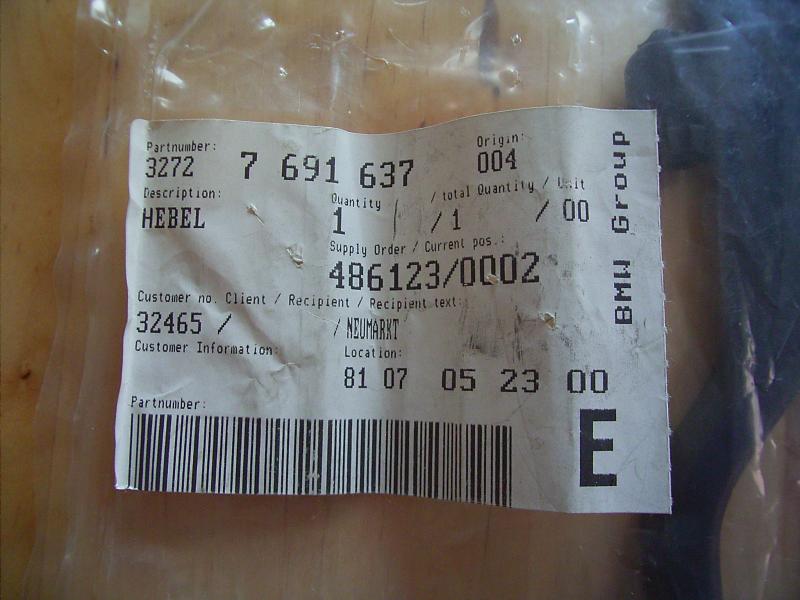 Partnumber:
3272 7 691 637
Origin:
004
Description:
HEBEL
Quantity / total Quantity / Unit
1 / 1 / 00
Supply Order / Current pos.:
486123/0002
Customer no. Client / Recipient / Recipient text:
32465 / / NEUMARKT
Customer Information:
Location:
81 07 05 23 00
Partnumber:
E
BMW Group